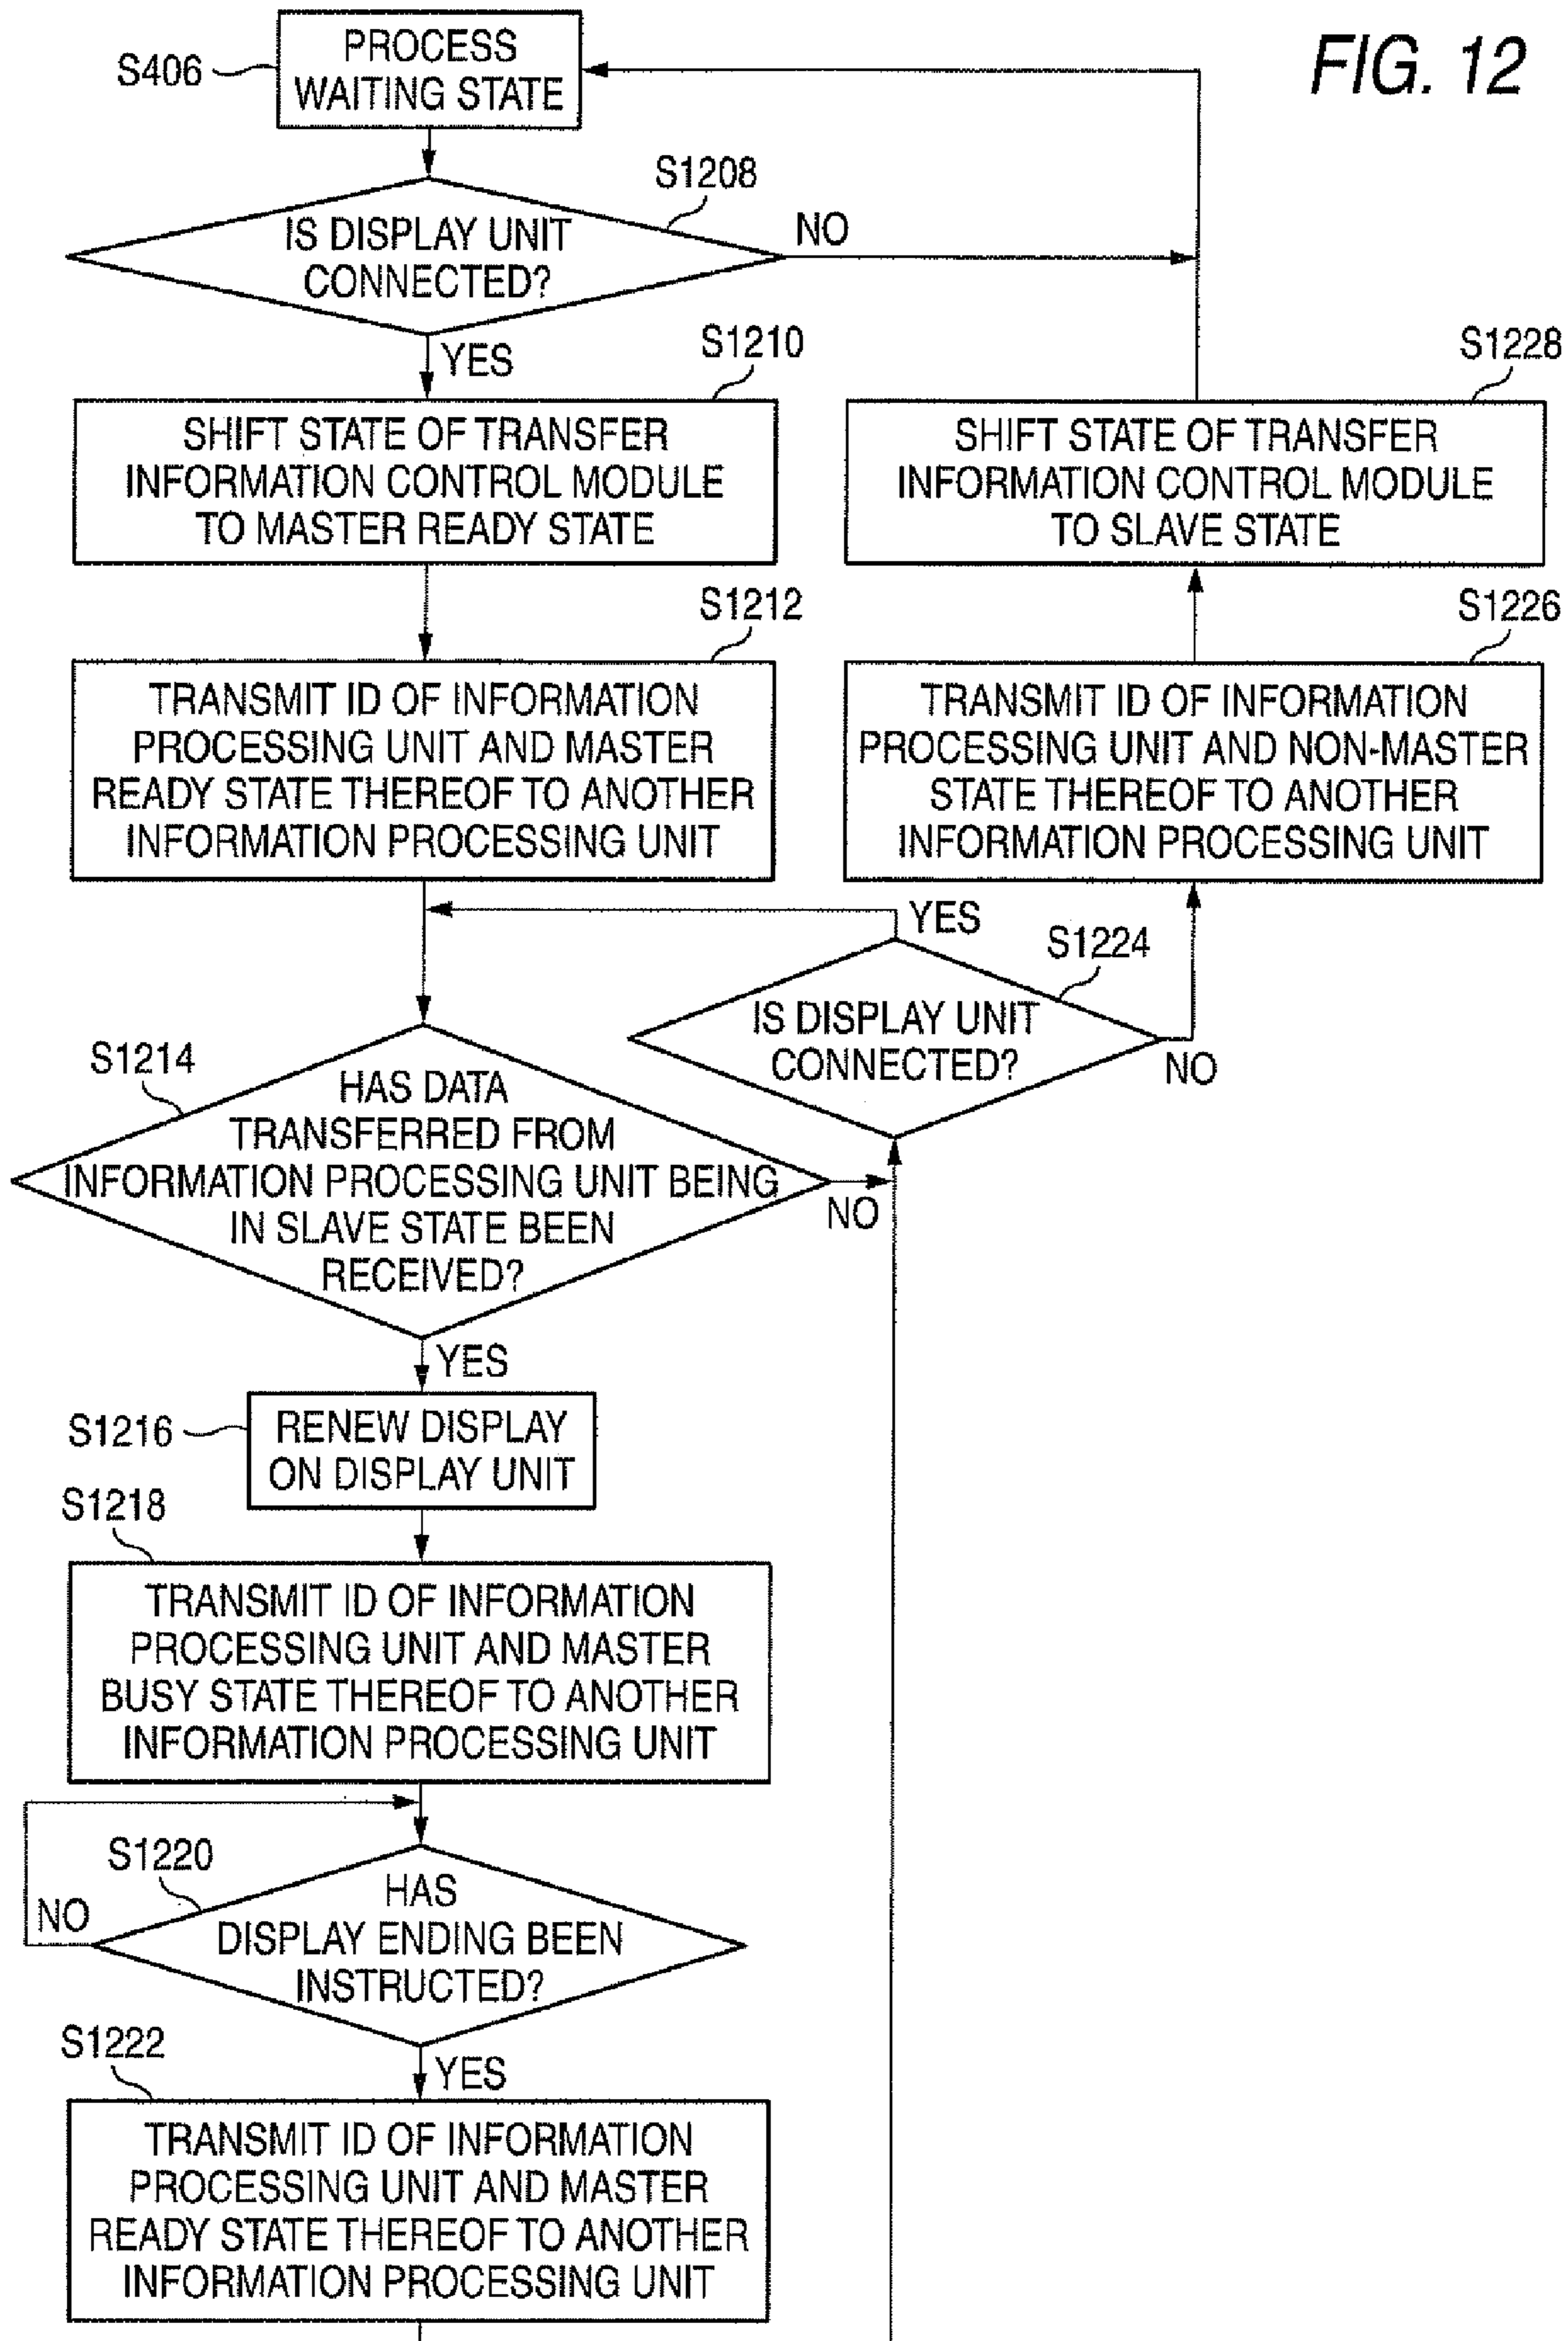 FIG. 12
S406
PROCESS
WAITING STATE
S1208
IS DISPLAY UNIT
CONNECTED?
NO
YES
S1210
SHIFT STATE OF TRANSFER
INFORMATION CONTROL MODULE
TO MASTER READY STATE
S1228
SHIFT STATE OF TRANSFER
INFORMATION CONTROL MODULE
TO SLAVE STATE
S1212
TRANSMIT ID OF INFORMATION
PROCESSING UNIT AND MASTER
READY STATE THEREOF TO ANOTHER
INFORMATION PROCESSING UNIT
S1226
TRANSMIT ID OF INFORMATION
PROCESSING UNIT AND NON-MASTER
STATE THEREOF TO ANOTHER
INFORMATION PROCESSING UNIT
YES
S1224
IS DISPLAY UNIT
CONNECTED?
NO
S1214
HAS DATA
TRANSFERRED FROM
INFORMATION PROCESSING UNIT BEING
IN SLAVE STATE BEEN
RECEIVED?
NO
YES
S1216
RENEW DISPLAY
ON DISPLAY UNIT
S1218
TRANSMIT ID OF INFORMATION
PROCESSING UNIT AND MASTER
BUSY STATE THEREOF TO ANOTHER
INFORMATION PROCESSING UNIT
S1220
NO
HAS
DISPLAY ENDING BEEN
INSTRUCTED?
S1222
YES
TRANSMIT ID OF INFORMATION
PROCESSING UNIT AND MASTER
READY STATE THEREOF TO ANOTHER
INFORMATION PROCESSING UNIT